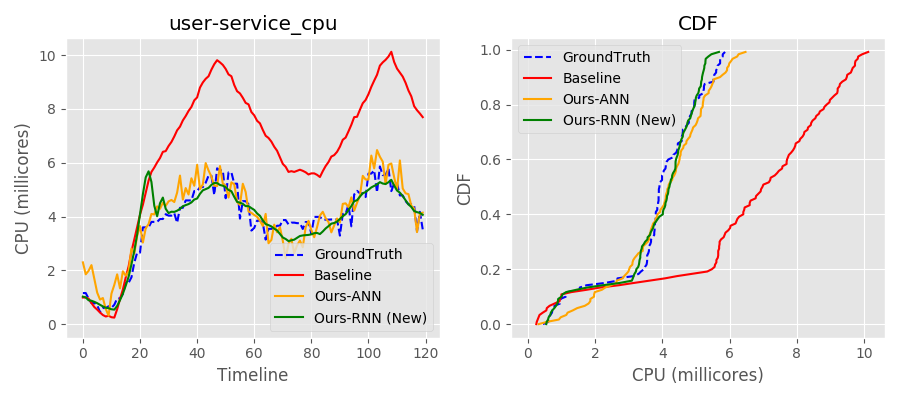 user-service_cpu
CPU (millicores)
10
8
6
4
2
0
0 20 40 60 80 100 120
Timeline
GroundTruth
Baseline
Ours-ANN
Ours-RNN (New)
CDF
CDF
1.0
0.8
0.6
0.4
0.2
0.0
0 2 4 6 8 10
CPU (millicores)
GroundTruth
Baseline
Ours-ANN
Ours-RNN (New)